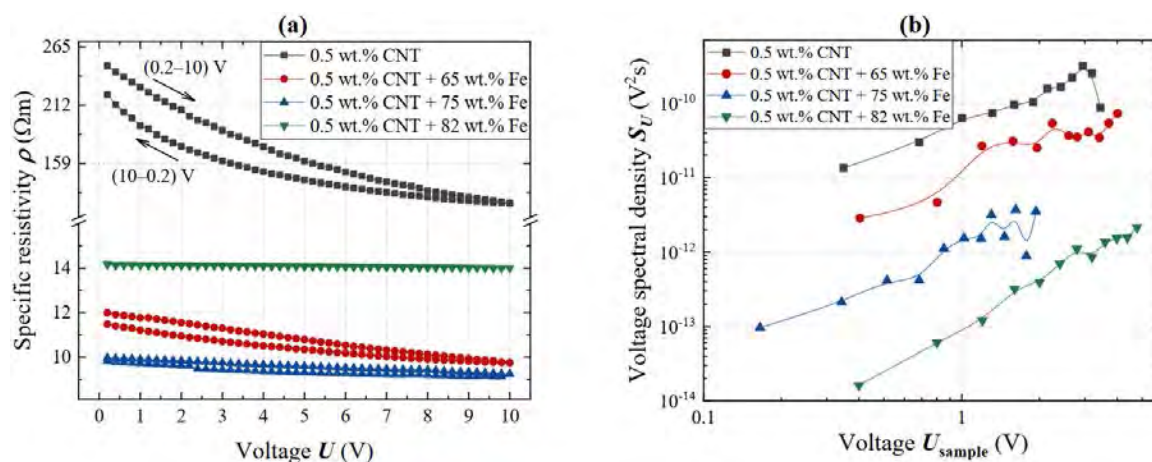 (a)
Specific resistivity ρ (Ωm)
265
212
159
14
12
10
(0.2–10) V
(10–0.2) V
0.5 wt.% CNT
0.5 wt.% CNT + 65 wt.% Fe
0.5 wt.% CNT + 75 wt.% Fe
0.5 wt.% CNT + 82 wt.% Fe
0 1 2 3 4 5 6 7 8 9 10
Voltage U (V)
(b)
Voltage spectral density S_U (V²s)
10⁻¹⁰
10⁻¹¹
10⁻¹²
10⁻¹³
10⁻¹⁴
0.5 wt.% CNT
0.5 wt.% CNT + 65 wt.% Fe
0.5 wt.% CNT + 75 wt.% Fe
0.5 wt.% CNT + 82 wt.% Fe
0.1 1
Voltage U_sample (V)